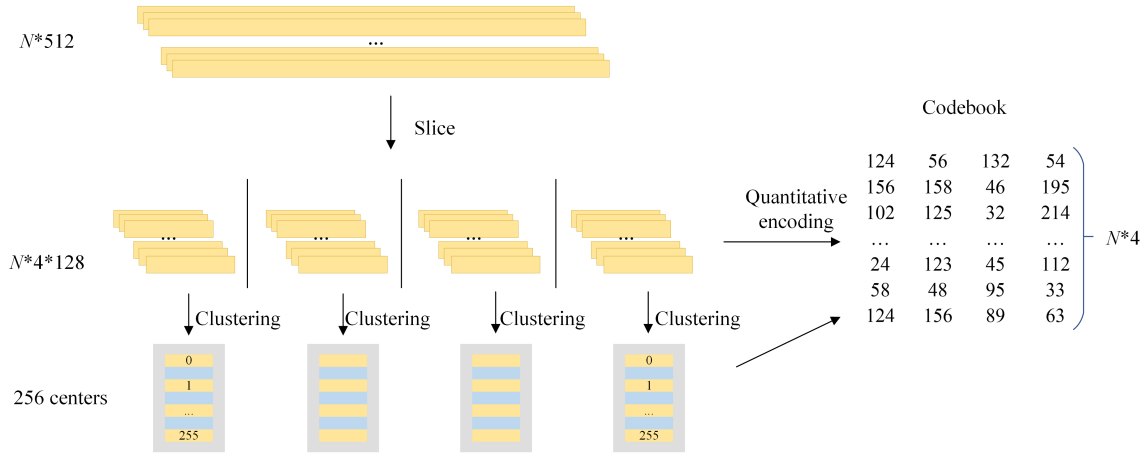 N*512
...
Slice
Codebook
124 56 132 54
156 158 46 195
102 125 32 214
... ... ... ...
24 123 45 112
58 48 95 33
124 156 89 63
N*4
Quantitative
encoding
N*4*128
... ... ... ...
Clustering Clustering Clustering Clustering
256 centers
0
1
...
255
0
1
...
255